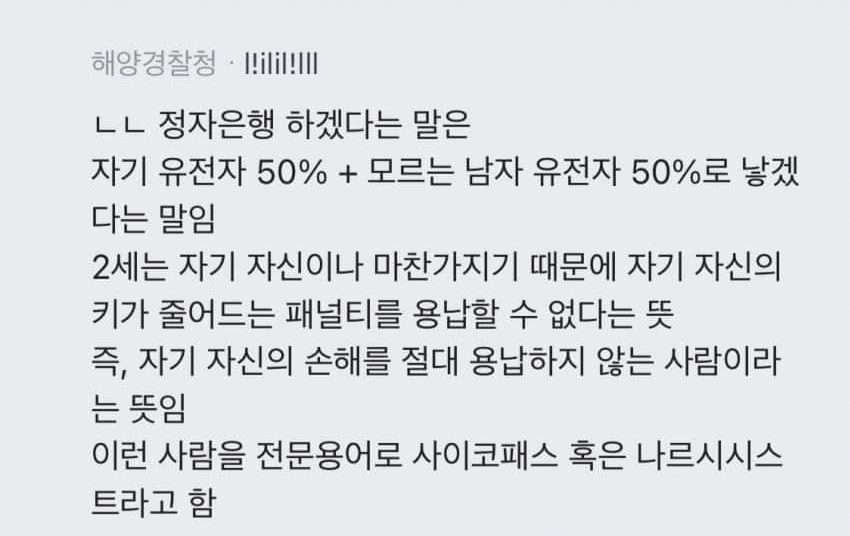 해양경찰청 · l!ilil!lll
ㄴㄴ 정자은행 하겠다는 말은
자기 유전자 50% + 모르는 남자 유전자 50%로 낳겠
다는 말임
2세는 자기 자신이나 마찬가지기 때문에 자기 자신의
키가 줄어드는 패널티를 용납할 수 없다는 뜻
즉, 자기 자신의 손해를 절대 용납하지 않는 사람이라
는 뜻임
이런 사람을 전문용어로 사이코패스 혹은 나르시시스
트라고 함